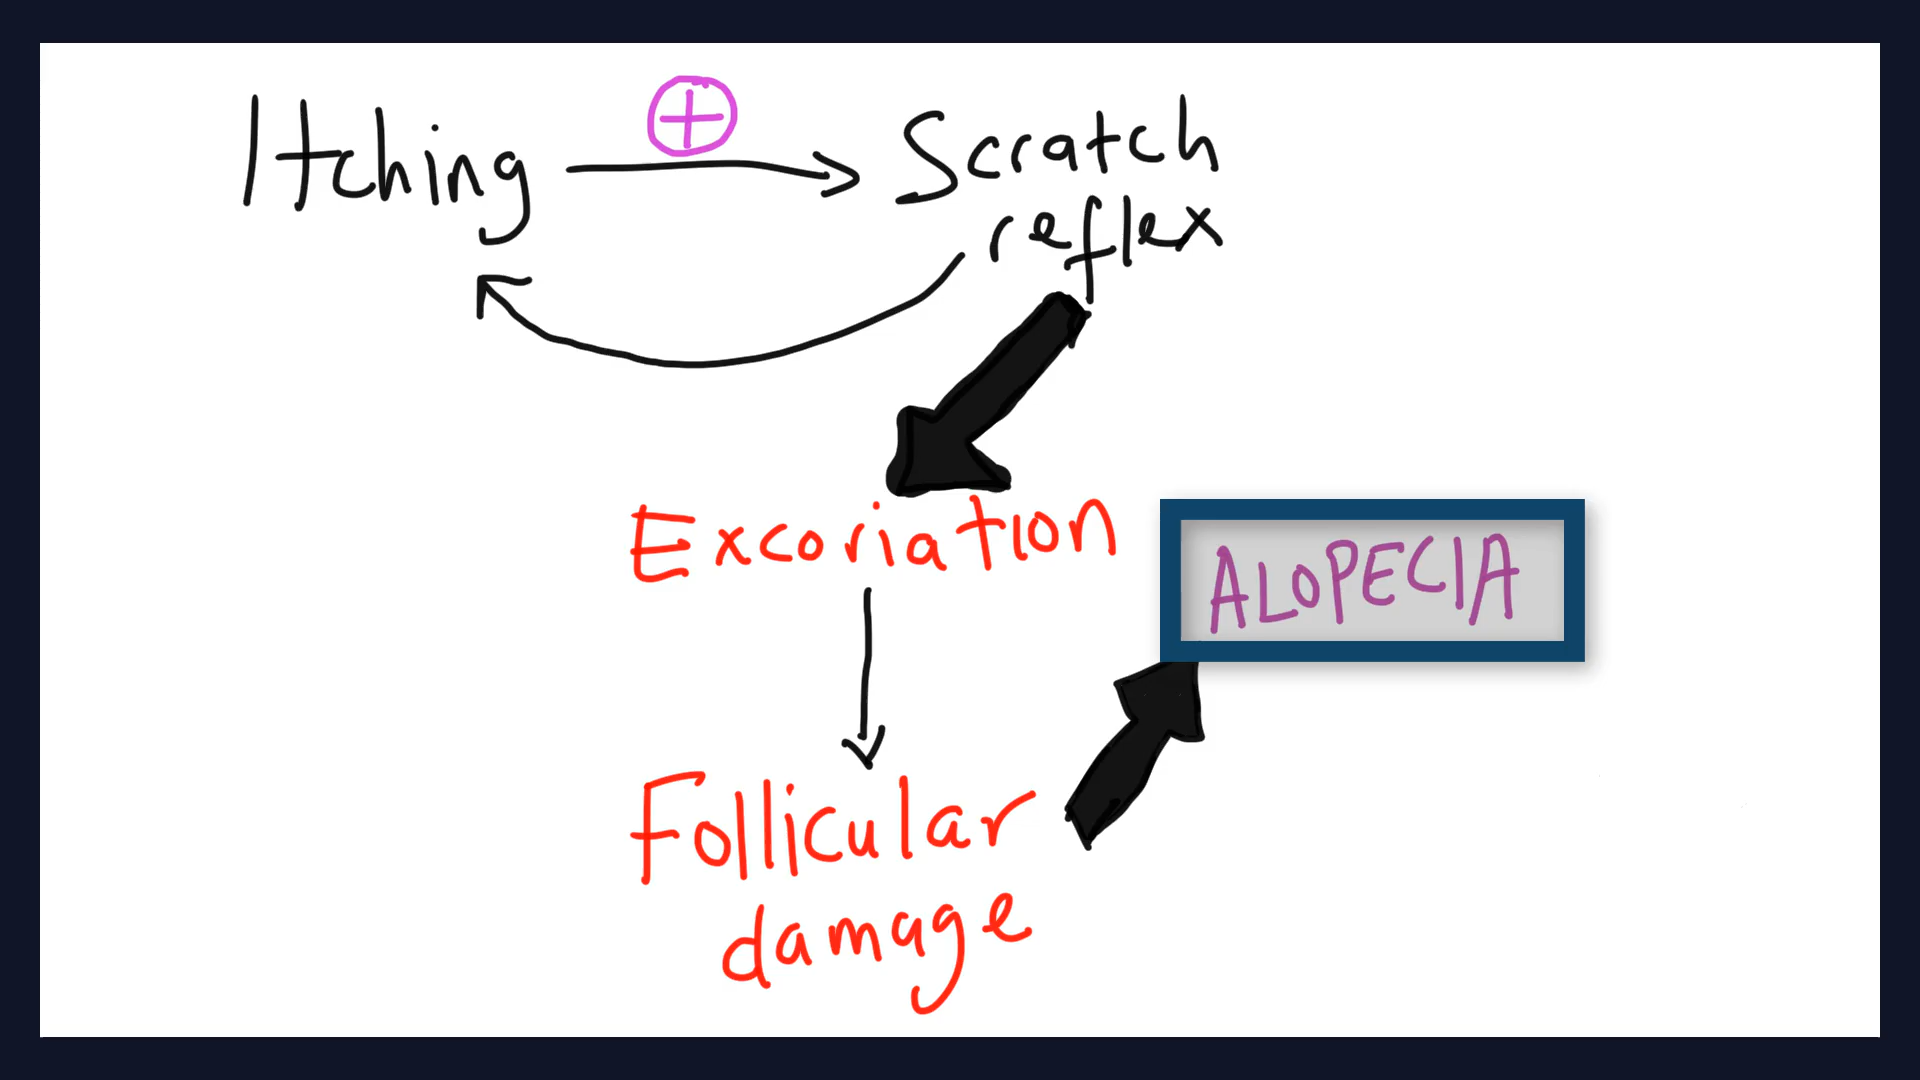 Itching
+
Scratch
reflex
Excoriation
ALOPECIA
Follicular
damage